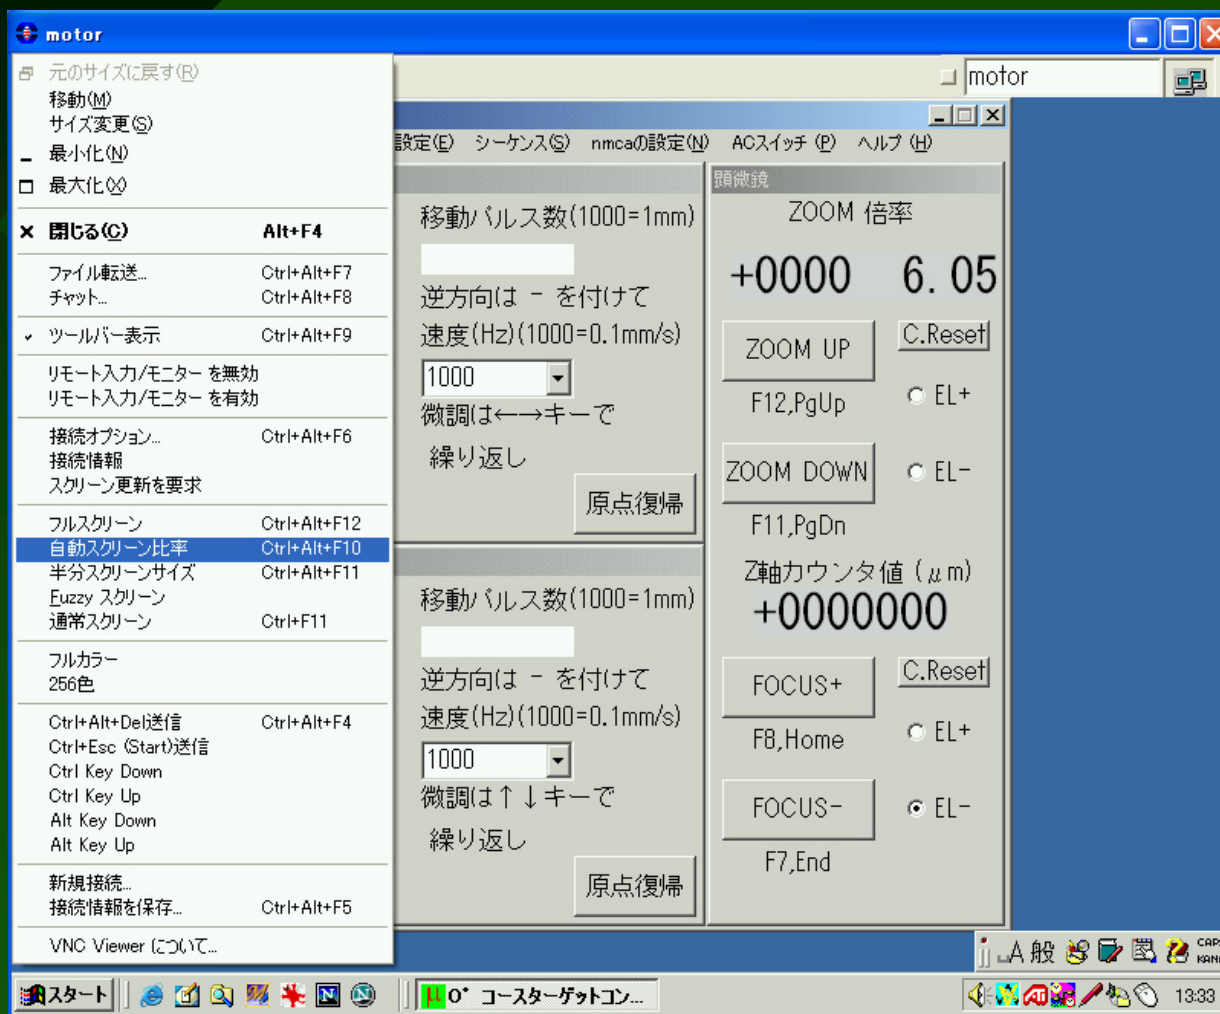 motor
元のサイズに戻す(R)
移動(M)
サイズ変更(S)
最小化(N)
最大化(X)
閉じる(C) Alt+F4
ファイル転送... Ctrl+Alt+F7
チャット... Ctrl+Alt+F8
ツールバー表示 Ctrl+Alt+F9
リモート入力/モニター を無効
リモート入力/モニター を有効
接続オプション... Ctrl+Alt+F6
接続情報
スクリーン更新を要求
フルスクリーン Ctrl+Alt+F12
自動スクリーン比率 Ctrl+Alt+F10
半分スクリーンサイズ Ctrl+Alt+F11
Fuzzy スクリーン
通常スクリーン Ctrl+F11
フルカラー
256色
Ctrl+Alt+Del送信 Ctrl+Alt+F4
Ctrl+Esc (Start)送信
Ctrl Key Down
Ctrl Key Up
Alt Key Down
Alt Key Up
新規接続...
接続情報を保存... Ctrl+Alt+F5
VNC Viewer について...
motor
設定(E) シーケンス(S) nmcaの設定(N) ACスイッチ (P) ヘルプ (H)
移動パルス数(1000=1mm)
逆方向は - を付けて
速度(Hz)(1000=0.1mm/s)
1000
微調は←→キーで
繰り返し
原点復帰
移動パルス数(1000=1mm)
逆方向は - を付けて
速度(Hz)(1000=0.1mm/s)
1000
微調は↑↓キーで
繰り返し
原点復帰
顕微鏡
ZOOM 倍率
+0000 6.05
ZOOM UP
C.Reset
F12,PgUp
EL+
ZOOM DOWN
EL-
F11,PgDn
Z軸カウンタ値 (μm)
+0000000
FOCUS+
C.Reset
F8,Home
EL+
FOCUS-
EL-
F7,End
A 般
CAPS
KANA
スタート
μ 0* コースターゲットコン...
13:33